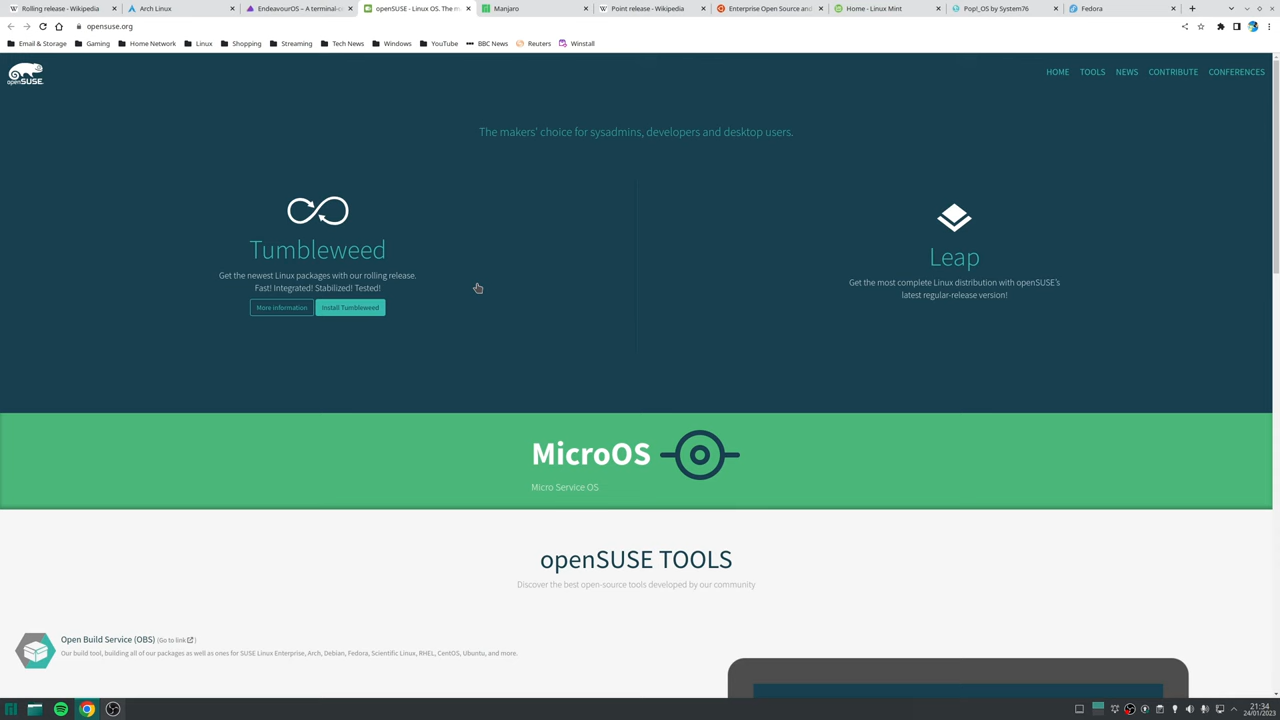 Rolling release - Wikipedia
Arch Linux
EndeavourOS – A terminal-c
openSUSE - Linux OS. The m
Manjaro
Point release - Wikipedia
Enterprise Open Source and
Home - Linux Mint
Pop!_OS by System76
Fedora
opensuse.org
Email & Storage
Gaming
Home Network
Linux
Shopping
Streaming
Tech News
Windows
YouTube
BBC News
Reuters
Winstall
openSUSE
HOME
TOOLS
NEWS
CONTRIBUTE
CONFERENCES
The makers' choice for sysadmins, developers and desktop users.
Tumbleweed
Get the newest Linux packages with our rolling release.
Fast! Integrated! Stabilized! Tested!
More information
Install Tumbleweed
Leap
Get the most complete Linux distribution with openSUSE's
latest regular-release version!
MicroOS
Micro Service OS
openSUSE TOOLS
Discover the best open-source tools developed by our community
Open Build Service (OBS) (Go to link)
Our build tool, building all of our packages as well as ones for SUSE Linux Enterprise, Arch, Debian, Fedora, Scientific Linux, RHEL, CentOS, Ubuntu, and more.
21:34
24/01/2023